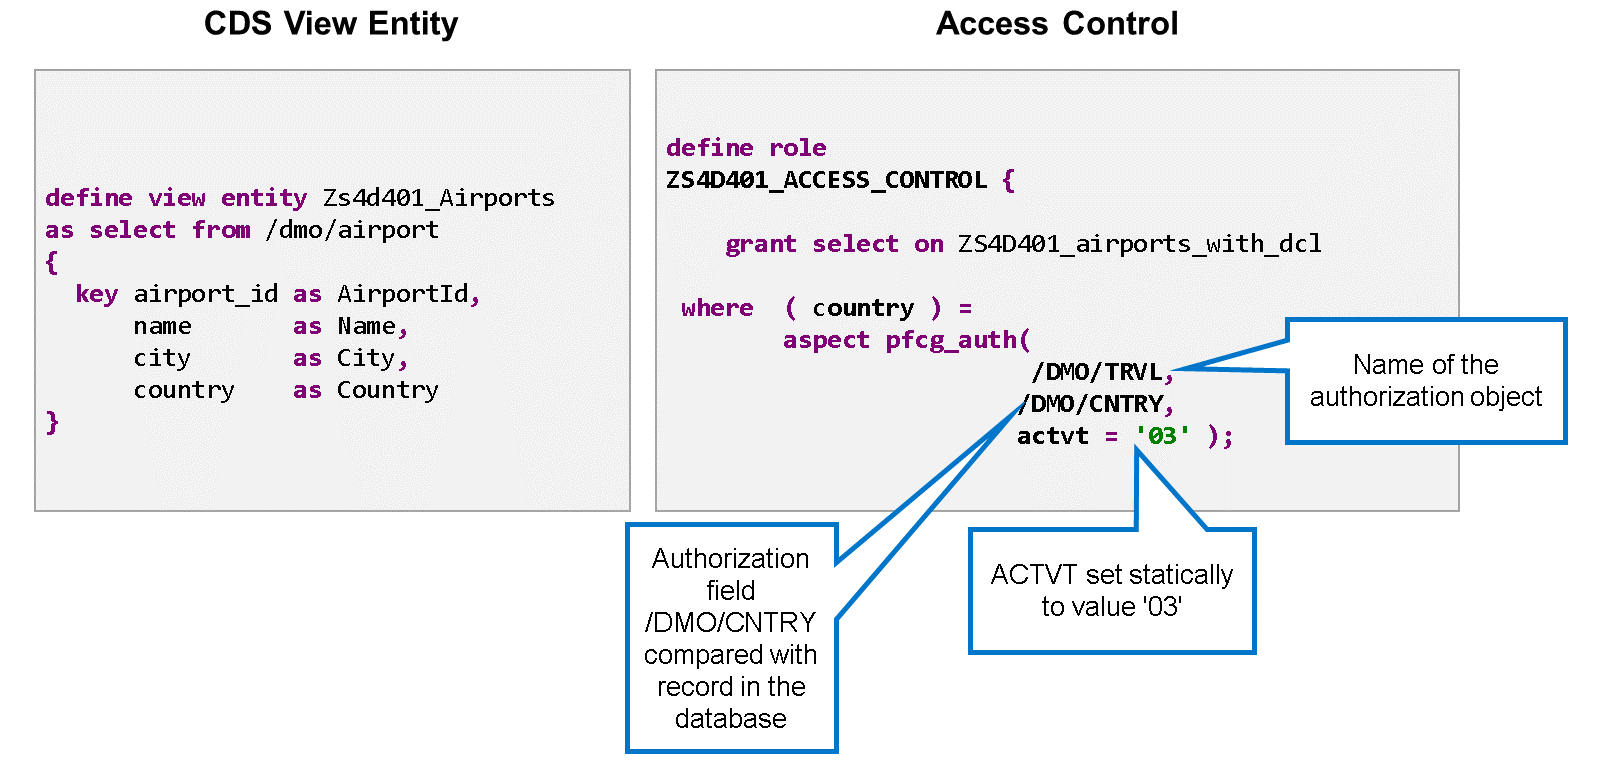 CDS View Entity
define view entity Zs4d401_Airports
as select from /dmo/airport
{
key airport_id as AirportId,
name as Name,
city as City,
country as Country
}
Access Control
define role
ZS4D401_ACCESS_CONTROL {
grant select on ZS4D401_airports_with_dcl
where ( country ) =
aspect pfcg_auth(
/DMO/TRVL,
/DMO/CNTRY,
actvt = '03' );
Name of the
authorization object
Authorization
field
/DMO/CNTRY
compared with
record in the
database
ACTVT set statically
to value '03'